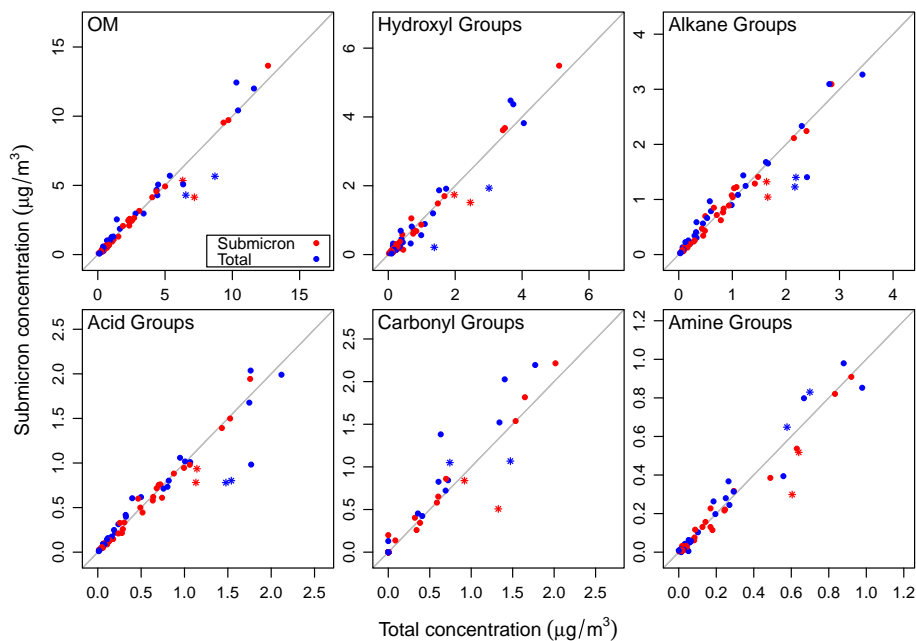 OM
15
10
5
0
Submicron
Total
0 5 10 15
Hydroxyl Groups
6
4
2
0
0 2 4 6
Alkane Groups
4
3
2
1
0
0 1 2 3 4
Submicron concentration (μg/m³)
Acid Groups
2.5
2.0
1.5
1.0
0.5
0.0
0.0 0.5 1.0 1.5 2.0 2.5
Carbonyl Groups
2.5
2.0
1.5
1.0
0.5
0.0
0.0 0.5 1.0 1.5 2.0 2.5
Amine Groups
1.2
1.0
0.8
0.6
0.4
0.2
0.0
0.0 0.2 0.4 0.6 0.8 1.0 1.2
Total concentration (μg/m³)